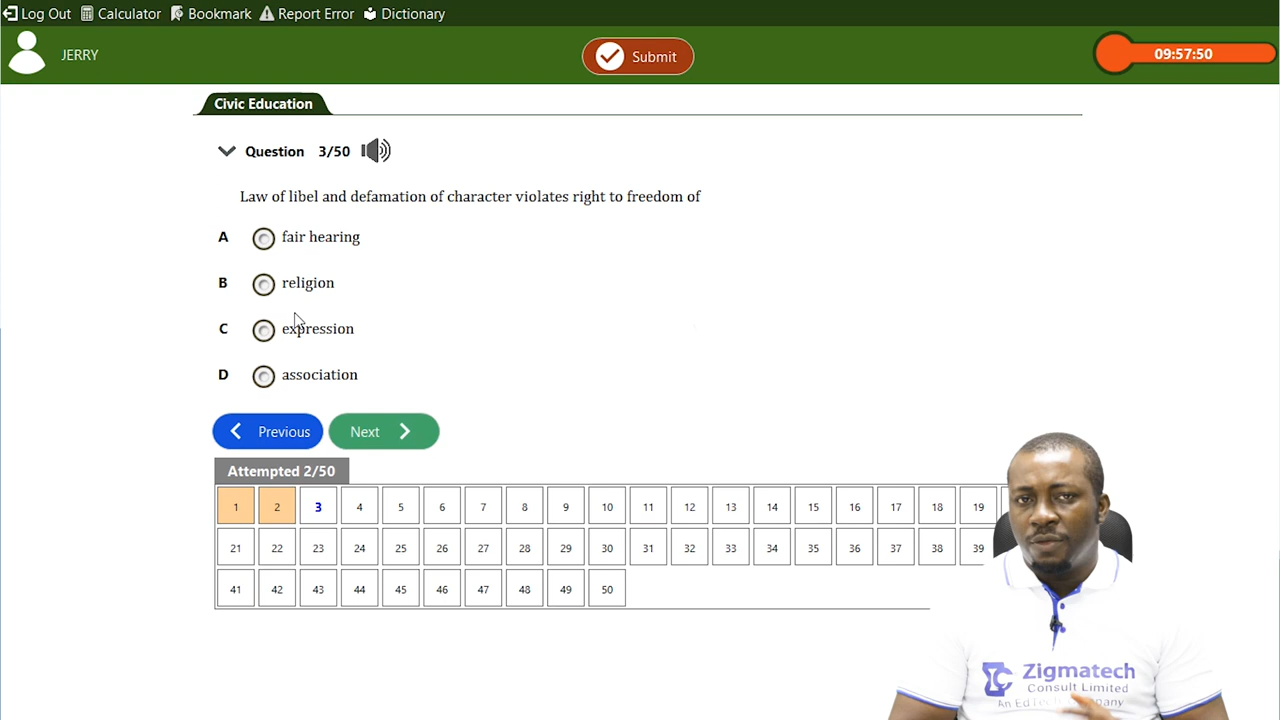 Log Out Calculator Bookmark Report Error Dictionary
JERRY
Submit
09:57:50
Civic Education
Question 3/50
Law of libel and defamation of character violates right to freedom of
A fair hearing
B religion
C expression
D association
Previous Next
Attempted 2/50
1 2 3 4 5 6 7 8 9 10 11 12 13 14 15 16 17 18 19
21 22 23 24 25 26 27 28 29 30 31 32 33 34 35 36 37 38 39
41 42 43 44 45 46 47 48 49 50
Zigmatech
Consult Limited
An EdTech Company